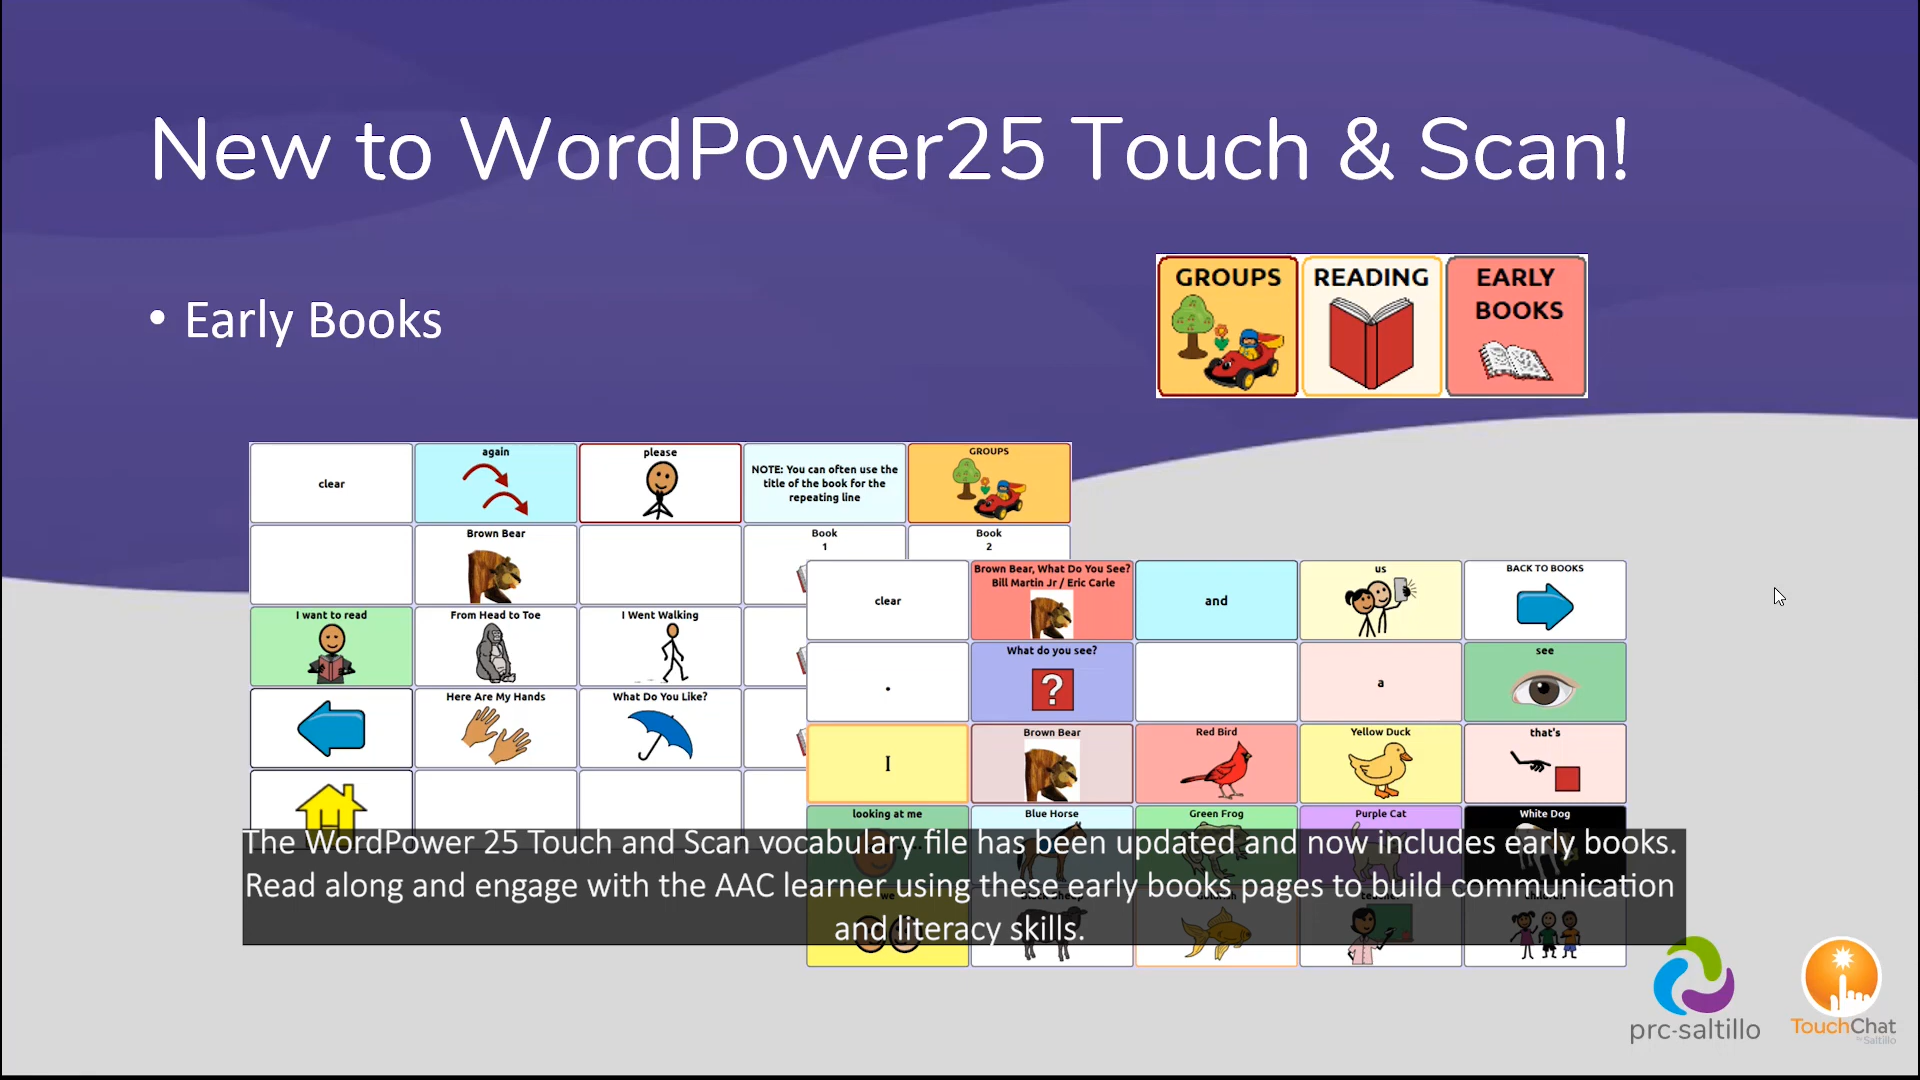 New to WordPower25 Touch & Scan!
• Early Books
GROUPS
READING
EARLY
BOOKS
clear
again
please
NOTE: You can often use the
title of the book for the
repeating line
GROUPS
Brown Bear
Book
1
Book
2
I want to read
From Head to Toe
I Went Walking
Here Are My Hands
What Do You Like?
clear
Brown Bear, What Do You See?
Bill Martin Jr / Eric Carle
and
us
BACK TO BOOKS
.
What do you see?
a
see
I
Brown Bear
Red Bird
Yellow Duck
that's
looking at me
Blue Horse
Green Frog
Purple Cat
White Dog
we
The WordPower 25 Touch and Scan vocabulary file has been updated and now includes early books.
Read along and engage with the AAC learner using these early books pages to build communication
and literacy skills.
prc-saltillo
TouchChat
by Saltillo